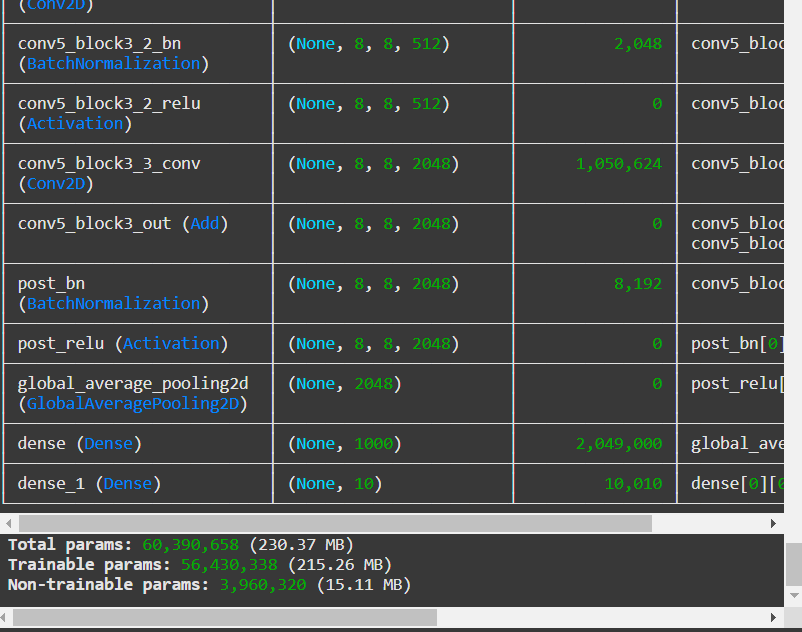 (Conv2D)
conv5_block3_2_bn (None, 8, 8, 512) 2,048 conv5_bloc
(BatchNormalization)
conv5_block3_2_relu (None, 8, 8, 512) 0 conv5_bloc
(Activation)
conv5_block3_3_conv (None, 8, 8, 2048) 1,050,624 conv5_bloc
(Conv2D)
conv5_block3_out (Add) (None, 8, 8, 2048) 0 conv5_bloc
conv5_bloc
post_bn (None, 8, 8, 2048) 8,192 conv5_bloc
(BatchNormalization)
post_relu (Activation) (None, 8, 8, 2048) 0 post_bn[0]
global_average_pooling2d (None, 2048) 0 post_relu[
(GlobalAveragePooling2D)
dense (Dense) (None, 1000) 2,049,000 global_ave
dense_1 (Dense) (None, 10) 10,010 dense[0][0
Total params: 60,390,658 (230.37 MB)
Trainable params: 56,430,338 (215.26 MB)
Non-trainable params: 3,960,320 (15.11 MB)